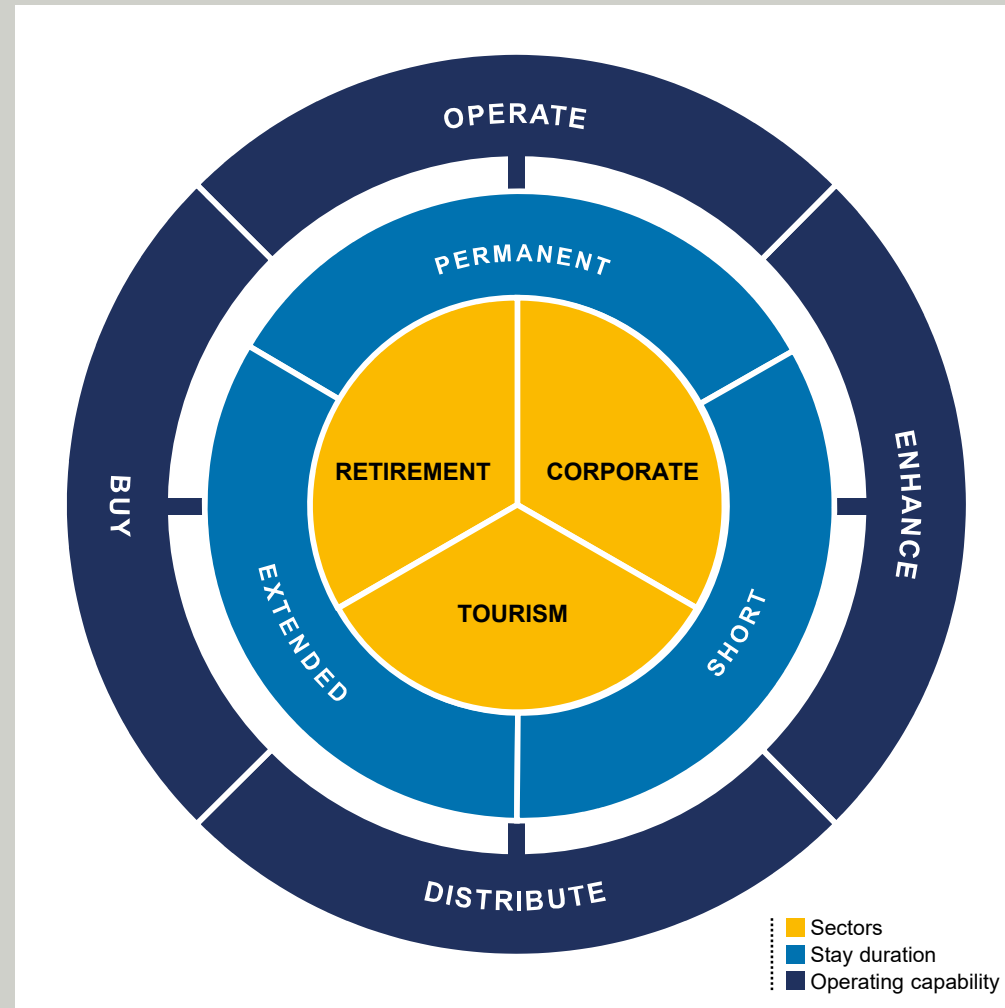 OPERATE
PERMANENT
RETIREMENT
CORPORATE
BUY
ENHANCE
EXTENDED
TOURISM
SHORT
DISTRIBUTE
Sectors
Stay duration
Operating capability